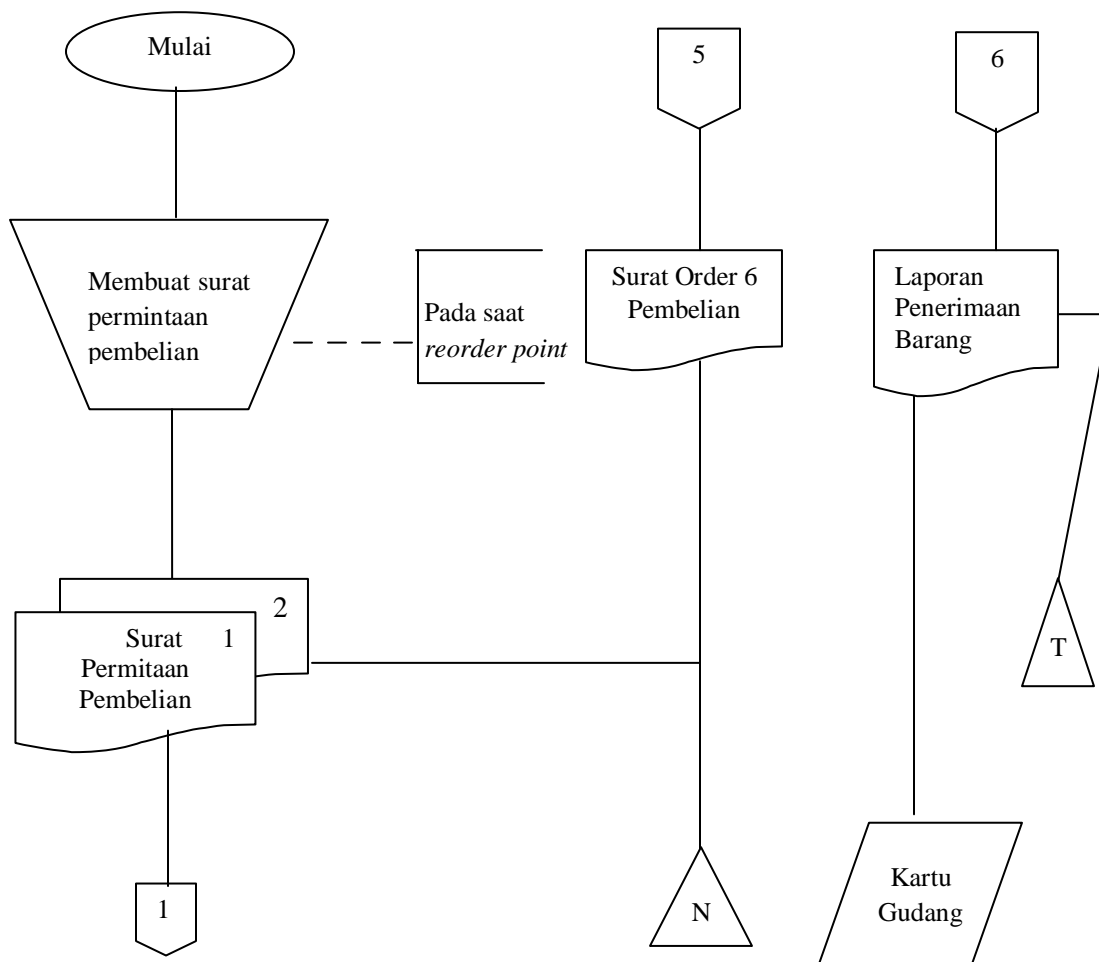 Mulai
5
6
Membuat surat
permintaan
pembelian
Pada saat
reorder point
Surat Order 6
Pembelian
Laporan
Penerimaan
Barang
2
Surat 1
Permitaan
Pembelian
T
1
N
Kartu
Gudang